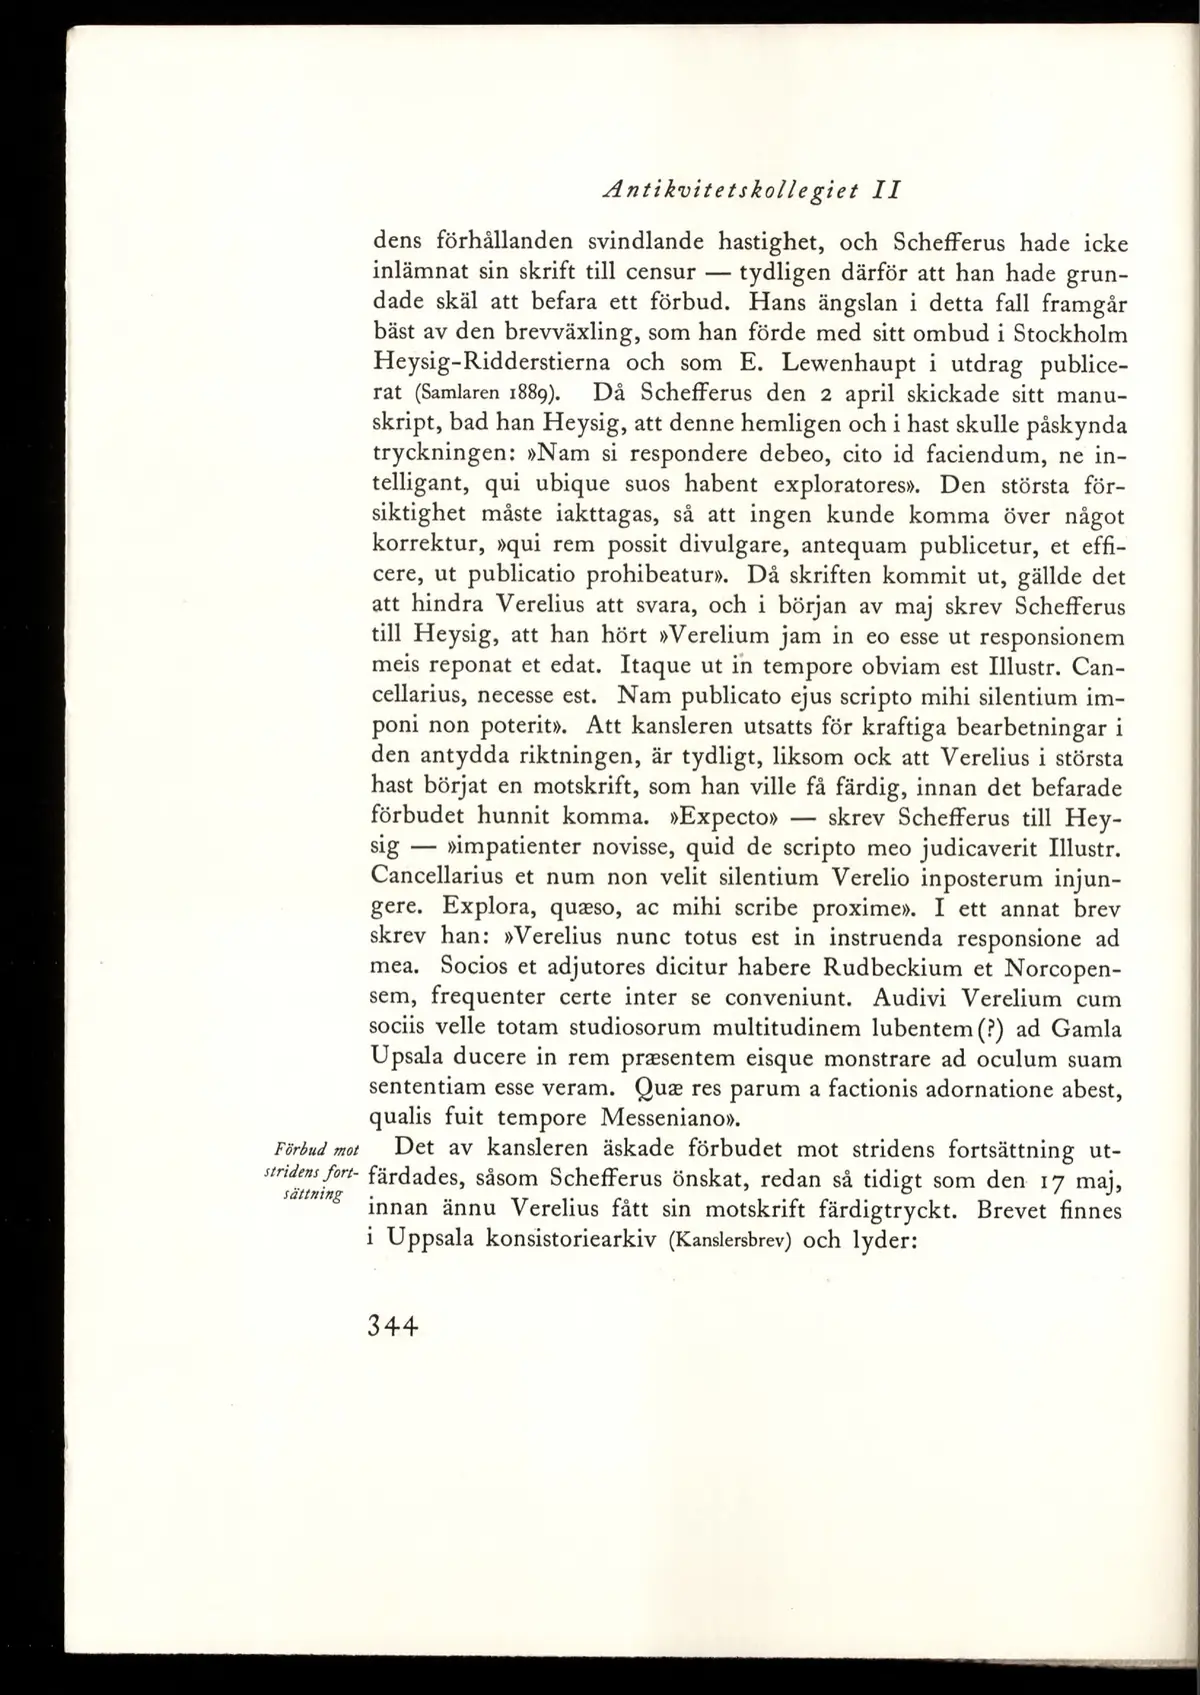 Antikvitetskollegiet II
dens förhållanden svindlande hastighet, och Schefferus hade icke
inlämnat sin skrift till censur — tydligen därför att han hade grun-
dade skäl att befara ett förbud. Hans ängslan i detta fall framgår
bäst av den brevväxling, som han förde med sitt ombud i Stockholm
Heysig-Ridderstierna och som E. Lewenhaupt i utdrag publice-
rat (Samlaren 1889). Då Schefferus den 2 april skickade sitt manu-
skript, bad han Heysig, att denne hemligen och i hast skulle påskynda
tryckningen: »Nam si respondere debeo, cito id faciendum, ne in-
telligant, qui ubique suos habent exploratores». Den största för-
siktighet måste iakttagas, så att ingen kunde komma över något
korrektur, »qui rem possit divulgare, antequam publicetur, et effi-
cere, ut publicatio prohibeatur». Då skriften kommit ut, gällde det
att hindra Verelius att svara, och i början av maj skrev Schefferus
till Heysig, att han hört »Verelium jam in eo esse ut responsionem
meis reponat et edat. Itaque ut in tempore obviam est Illustr. Can-
cellarius, necesse est. Nam publicato ejus scripto mihi silentium im-
poni non poterit». Att kansleren utsatts för kraftiga bearbetningar i
den antydda riktningen, är tydligt, liksom ock att Verelius i största
hast börjat en motskrift, som han ville få färdig, innan det befarade
förbudet hunnit komma. »Expecto» — skrev Schefferus till Hey-
sig — »impatienter novisse, quid de scripto meo judicaverit Illustr.
Cancellarius et num non velit silentium Verelio inposterum injun-
gere. Explora, quæso, ac mihi scribe proxime». I ett annat brev
skrev han: »Verelius nunc totus est in instruenda responsione ad
mea. Socios et adjutores dicitur habere Rudbeckium et Norcopen-
sem, frequenter certe inter se conveniunt. Audivi Verelium cum
sociis velle totam studiosorum multitudinem lubentem(?) ad Gamla
Upsala ducere in rem præsentem eisque monstrare ad oculum suam
sententiam esse veram. Quæ res parum a factionis adornatione abest,
qualis fuit tempore Messeniano».
Förbud mot
stridens fort-
sättning
Det av kansleren äskade förbudet mot stridens fortsättning ut-
färdades, såsom Schefferus önskat, redan så tidigt som den 17 maj,
innan ännu Verelius fått sin motskrift färdigtryckt. Brevet finnes
i Uppsala konsistoriearkiv (Kanslersbrev) och lyder:
344